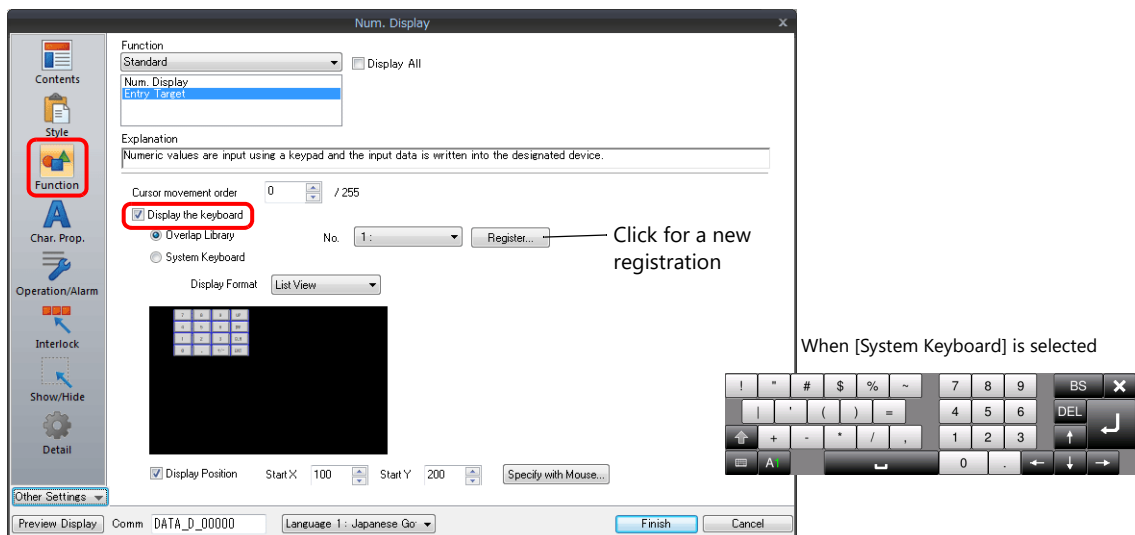 Num. Display
x
Contents
Style
Function
Char. Prop.
Operation/Alarm
Interlock
Show/Hide
Detail
Other Settings
Function
Standard
Display All
Num. Display
Entry Target
Explanation
Numeric values are input using a keypad and the input data is written into the designated device.
Cursor movement order 0 / 255
Display the keyboard
Overlap Library No. 1 : Register...
Click for a new
registration
System Keyboard
Display Format List View
Display Position Start X 100 Start Y 200 Specify with Mouse...
Preview Display Comm DATA_D_00000 Language 1 : Japanese Go Finish Cancel
When [System Keyboard] is selected
! " # $ % ~ 7 8 9 BS
| ' ( ) = 4 5 6 DEL
+ - * / , 1 2 3
A1 0 .